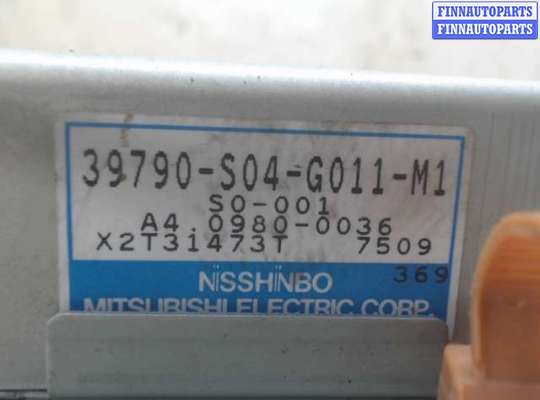 FINNAUTOPARTS
FINNAUTOPARTS
39790-S04-G011-M1
S0-001
A4.0980-0036
X2T31473T 7509
369
NISSHINBO
MITSUBISHI ELECTRIC CORP.